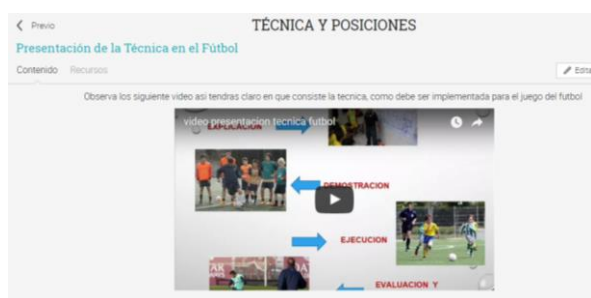 Previo
TÉCNICA Y POSICIONES
Presentación de la Técnica en el Fútbol
Contenido Recursos
Observa los siguiente video asi tendras claro en que consiste la tecnica, como debe ser implementada para el juego del futbol
video presentacion tecnica futbol
EXPLICACION
DEMOSTRACION
EJECUCION
EVALUACION Y